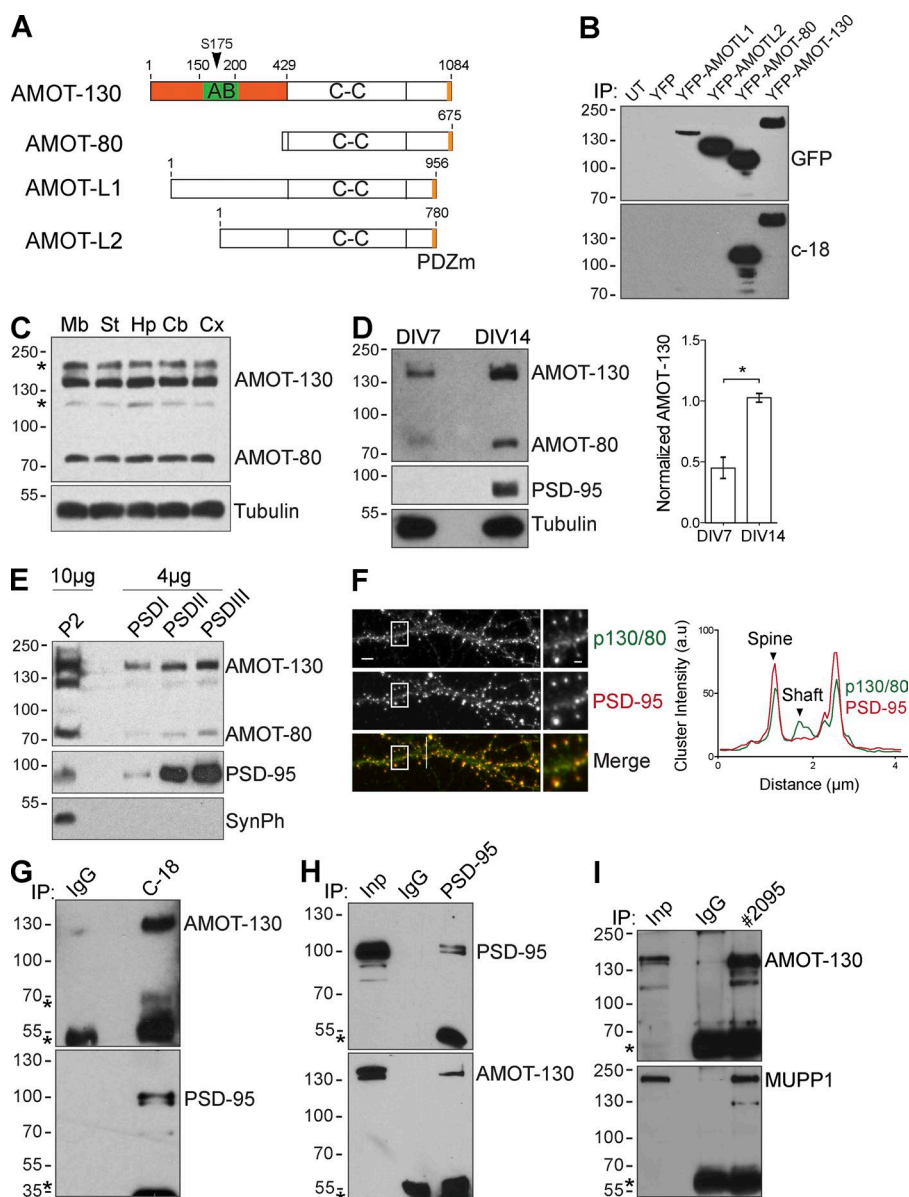 A
S175
1 150 200 429 1084
AMOT-130 AB C-C
675
AMOT-80 C-C
1 956
AMOT-L1 C-C
1 780
AMOT-L2 C-C
PDZm
B
IP: UT YFP YFP-AMOTL1 YFP-AMOTL2 YFP-AMOT-80 YFP-AMOT-130
250
130
100
70
GFP
130
100
70
c-18
C
Mb St Hp Cb Cx
250
*
130
*
100
70
55
AMOT-130
AMOT-80
Tubulin
D
DIV7 DIV14
250
130
100
70
100
55
AMOT-130
AMOT-80
PSD-95
Tubulin
Normalized AMOT-130
*
1.0
0.5
0.0
DIV7 DIV14
E
10µg 4µg
P2 PSDI PSDII PSDIII
250
130
100
70
100
55
AMOT-130
AMOT-80
PSD-95
SynPh
F
p130/80
PSD-95
Merge
Cluster Intensity (a.u)
100
50
0
Spine
Shaft
p130/80
PSD-95
0 2 4
Distance (µm)
G
IP: IgG C-18
130
100
70
*
55
*
AMOT-130
130
100
70
55
*
35
PSD-95
H
IP: Inp IgG PSD-95
130
100
70
55
*
PSD-95
130
100
70
55
*
AMOT-130
I
IP: Inp IgG #2095
250
130
100
70
*
55
AMOT-130
250
130
100
70
*
55
MUPP1